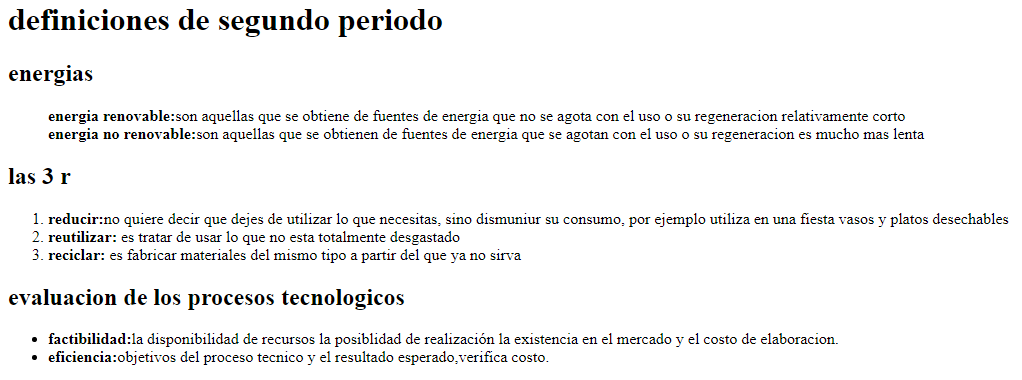 definiciones de segundo periodo
energias
energia renovable:son aquellas que se obtiene de fuentes de energia que no se agota con el uso o su regeneracion relativamente corto
energia no renovable:son aquellas que se obtienen de fuentes de energia que se agotan con el uso o su regeneracion es mucho mas lenta
las 3 r
1. reducir:no quiere decir que dejes de utilizar lo que necesitas, sino dismuniur su consumo, por ejemplo utiliza en una fiesta vasos y platos desechables
2. reutilizar: es tratar de usar lo que no esta totalmente desgastado
3. reciclar: es fabricar materiales del mismo tipo a partir del que ya no sirva
evaluacion de los procesos tecnologicos
• factibilidad:la disponibilidad de recursos la posiblidad de realización la existencia en el mercado y el costo de elaboracion.
• eficiencia:objetivos del proceso tecnico y el resultado esperado,verifica costo.